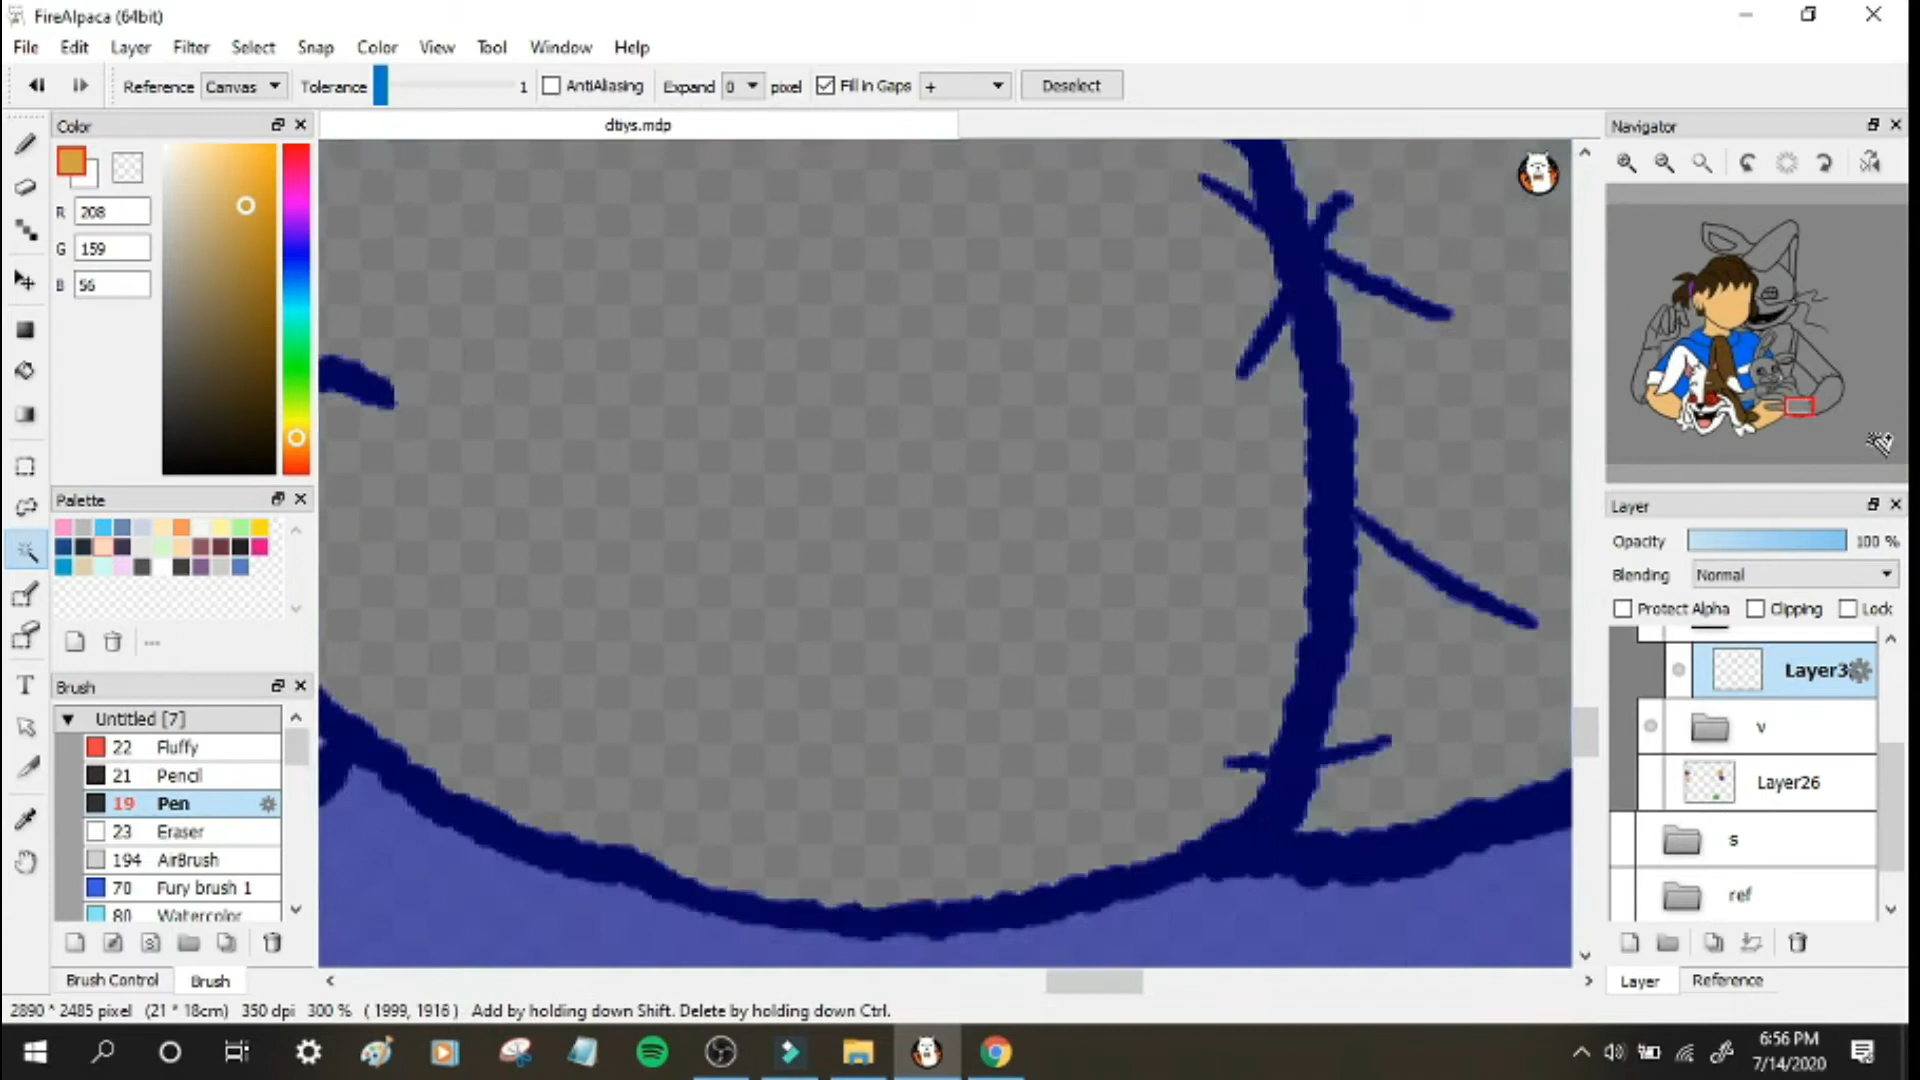 FireAlpaca (64bit)
File Edit Layer Filter Select Snap Color View Tool Window Help
Reference Canvas Tolerance 1 AntiAliasing Expand 0 pixel Fill in Gaps + Deselect
Color
dtiys.mdp
Navigator
R 208
G 159
B 56
Palette
Layer
Opacity 100 %
Blending Normal
Protect Alpha Clipping Lock
Layer3
v
Layer26
s
ref
Brush
Untitled [7]
22 Fluffy
21 Pencil
19 Pen
23 Eraser
194 AirBrush
70 Fury brush 1
80 Watercolor
Brush Control Brush
Layer Reference
2890 * 2485 pixel (21 * 18cm) 350 dpi 300 % ( 1999, 1916 ) Add by holding down Shift. Delete by holding down Ctrl.
6:56 PM
7/14/2020